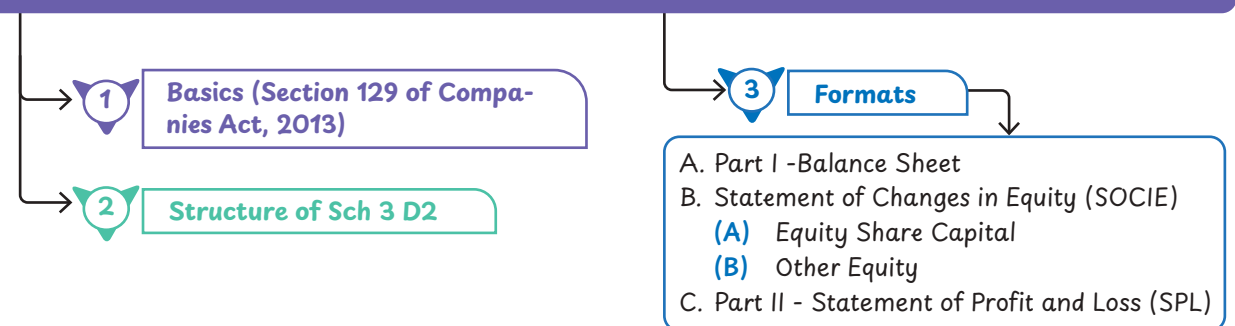 1
Basics (Section 129 of Compa-
nies Act, 2013)
2
Structure of Sch 3 D2
3
Formats
A. Part I -Balance Sheet
B. Statement of Changes in Equity (SOCIE)
(A) Equity Share Capital
(B) Other Equity
C. Part II - Statement of Profit and Loss (SPL)